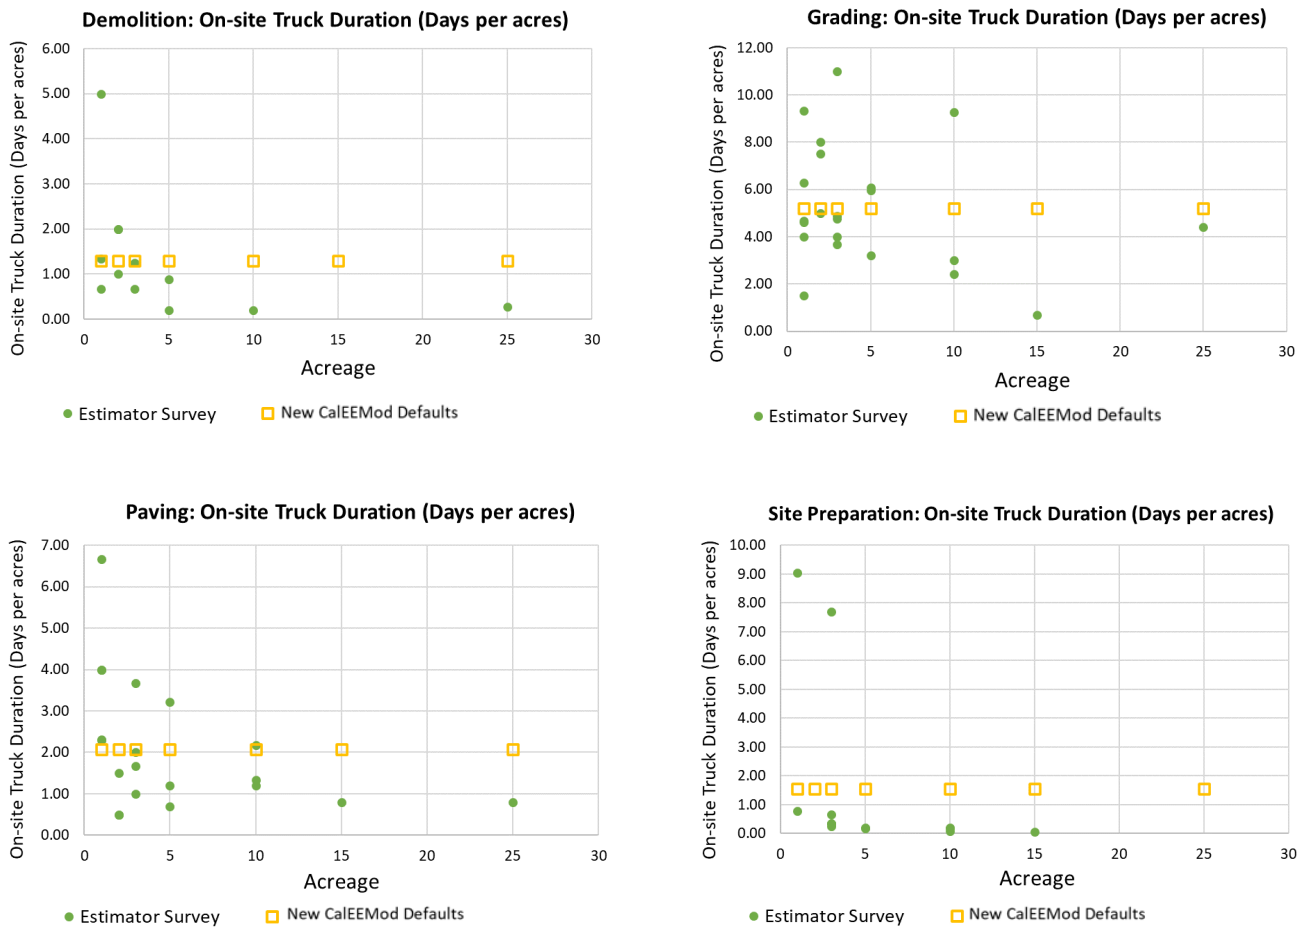 Demolition: On-site Truck Duration (Days per acres)
On-site Truck Duration (Days per acres)
6.00
5.00
4.00
3.00
2.00
1.00
0.00
0 5 10 15 20 25 30
Acreage
Estimator Survey New CalEEMod Defaults
Grading: On-site Truck Duration (Days per acres)
On-site Truck Duration (Days per acres)
12.00
10.00
8.00
6.00
4.00
2.00
0.00
0 5 10 15 20 25 30
Acreage
Estimator Survey New CalEEMod Defaults
Paving: On-site Truck Duration (Days per acres)
On-site Truck Duration (Days per acres)
7.00
6.00
5.00
4.00
3.00
2.00
1.00
0.00
0 5 10 15 20 25 30
Acreage
Estimator Survey New CalEEMod Defaults
Site Preparation: On-site Truck Duration (Days per acres)
On-site Truck Duration (Days per acres)
10.00
9.00
8.00
7.00
6.00
5.00
4.00
3.00
2.00
1.00
0.00
0 5 10 15 20 25 30
Acreage
Estimator Survey New CalEEMod Defaults